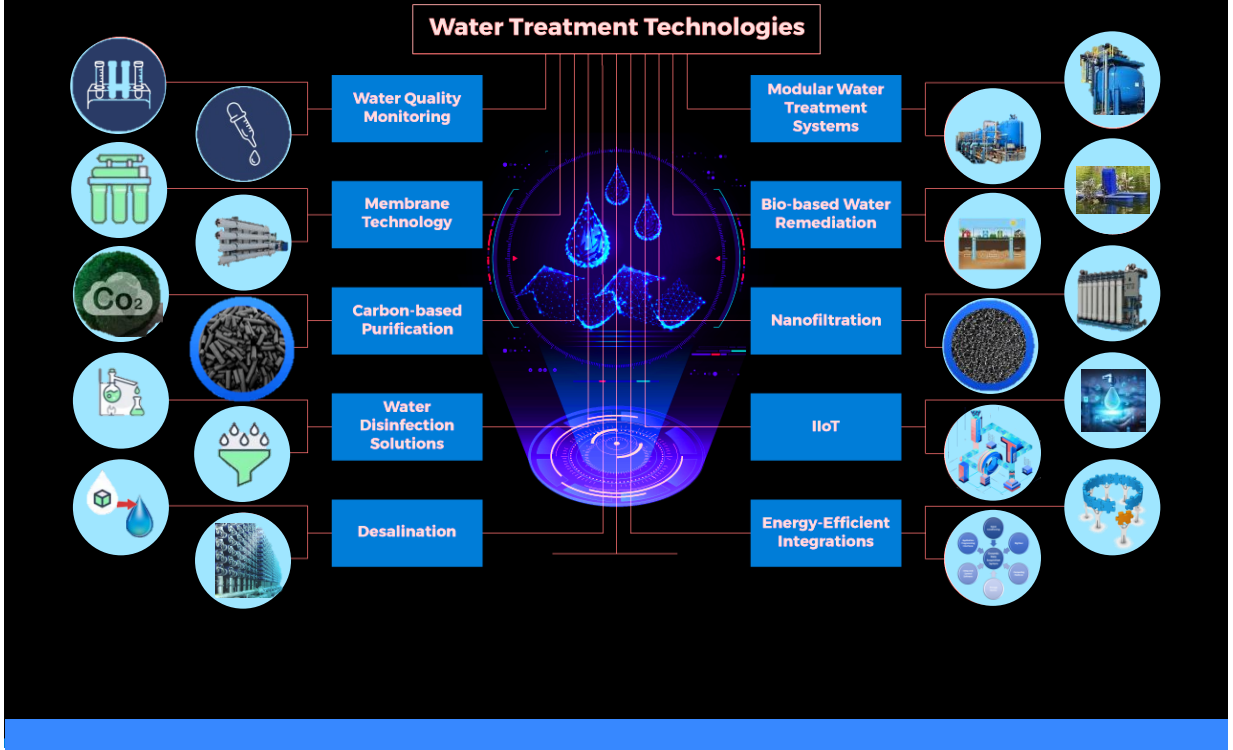 Water Treatment Technologies
Water Quality
Monitoring
Membrane
Technology
Carbon-based
Purification
Water
Disinfection
Solutions
Desalination
Modular Water
Treatment
Systems
Bio-based Water
Remediation
Nanofiltration
IIoT
Energy-Efficient
Integrations
Co2
IIOT